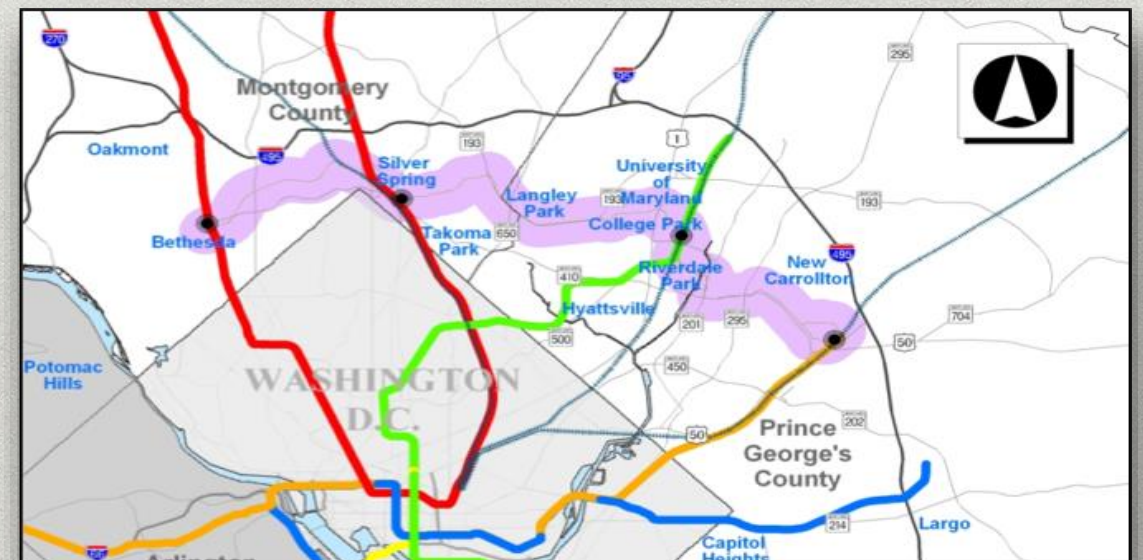 270
295
Montgomery
County
95
193
1
Oakmont
495
Silver
Spring
University
of
Maryland
193
Langley
Park
193
College Park
Takoma
Park
650
Bethesda
495
New
Carrollton
Riverdale
Park
410
Hyattsville
201
295
704
500
50
450
Potomac
Hills
WASHINGTON
D.C.
202
50
Prince
George's
County
214
Largo
Capitol
Heights
Arlington